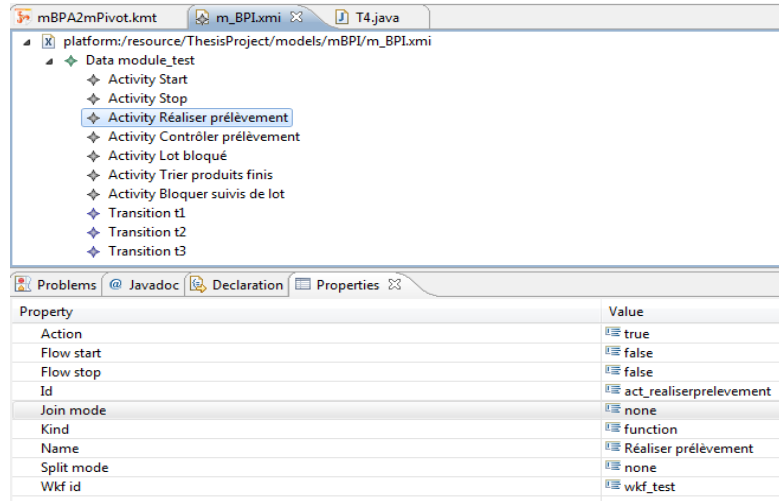 mBPA2mPivot.kmt m_BPI.xmi T4.java
platform:/resource/ThesisProject/models/mBPI/m_BPI.xmi
Data module_test
Activity Start
Activity Stop
Activity Réaliser prélèvement
Activity Contrôler prélèvement
Activity Lot bloqué
Activity Trier produits finis
Activity Bloquer suivis de lot
Transition t1
Transition t2
Transition t3
Problems @ Javadoc Declaration Properties
Property Value
Action true
Flow start false
Flow stop false
Id act_realiserprelevement
Join mode none
Kind function
Name Réaliser prélèvement
Split mode none
Wkf id wkf_test